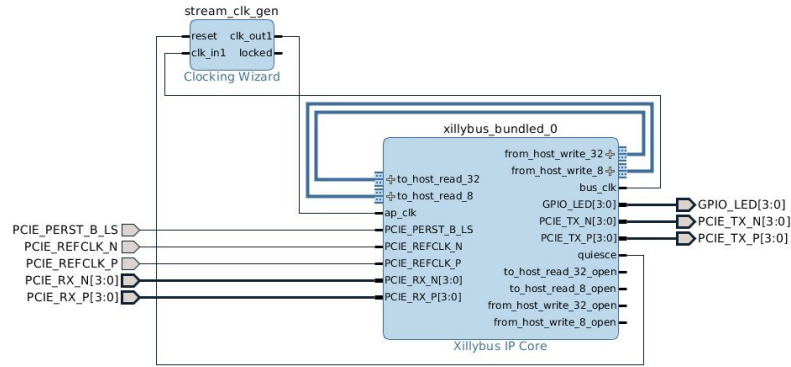 stream_clk_gen
reset clk_out1
clk_in1 locked
Clocking Wizard
xillybus_bundled_0
from_host_write_32
to_host_read_32
from_host_write_8
to_host_read_8
bus_clk
ap_clk
GPIO_LED[3:0] GPIO_LED[3:0]
PCIE_PERST_B_LS PCIE_PERST_B_LS PCIE_TX_N[3:0] PCIE_TX_N[3:0]
PCIE_REFCLK_N PCIE_REFCLK_N PCIE_TX_P[3:0] PCIE_TX_P[3:0]
PCIE_REFCLK_P PCIE_REFCLK_P quiesce
PCIE_RX_N[3:0] PCIE_RX_N[3:0] to_host_read_32_open
PCIE_RX_P[3:0] PCIE_RX_P[3:0] to_host_read_8_open
from_host_write_32_open
from_host_write_8_open
Xillybus IP Core